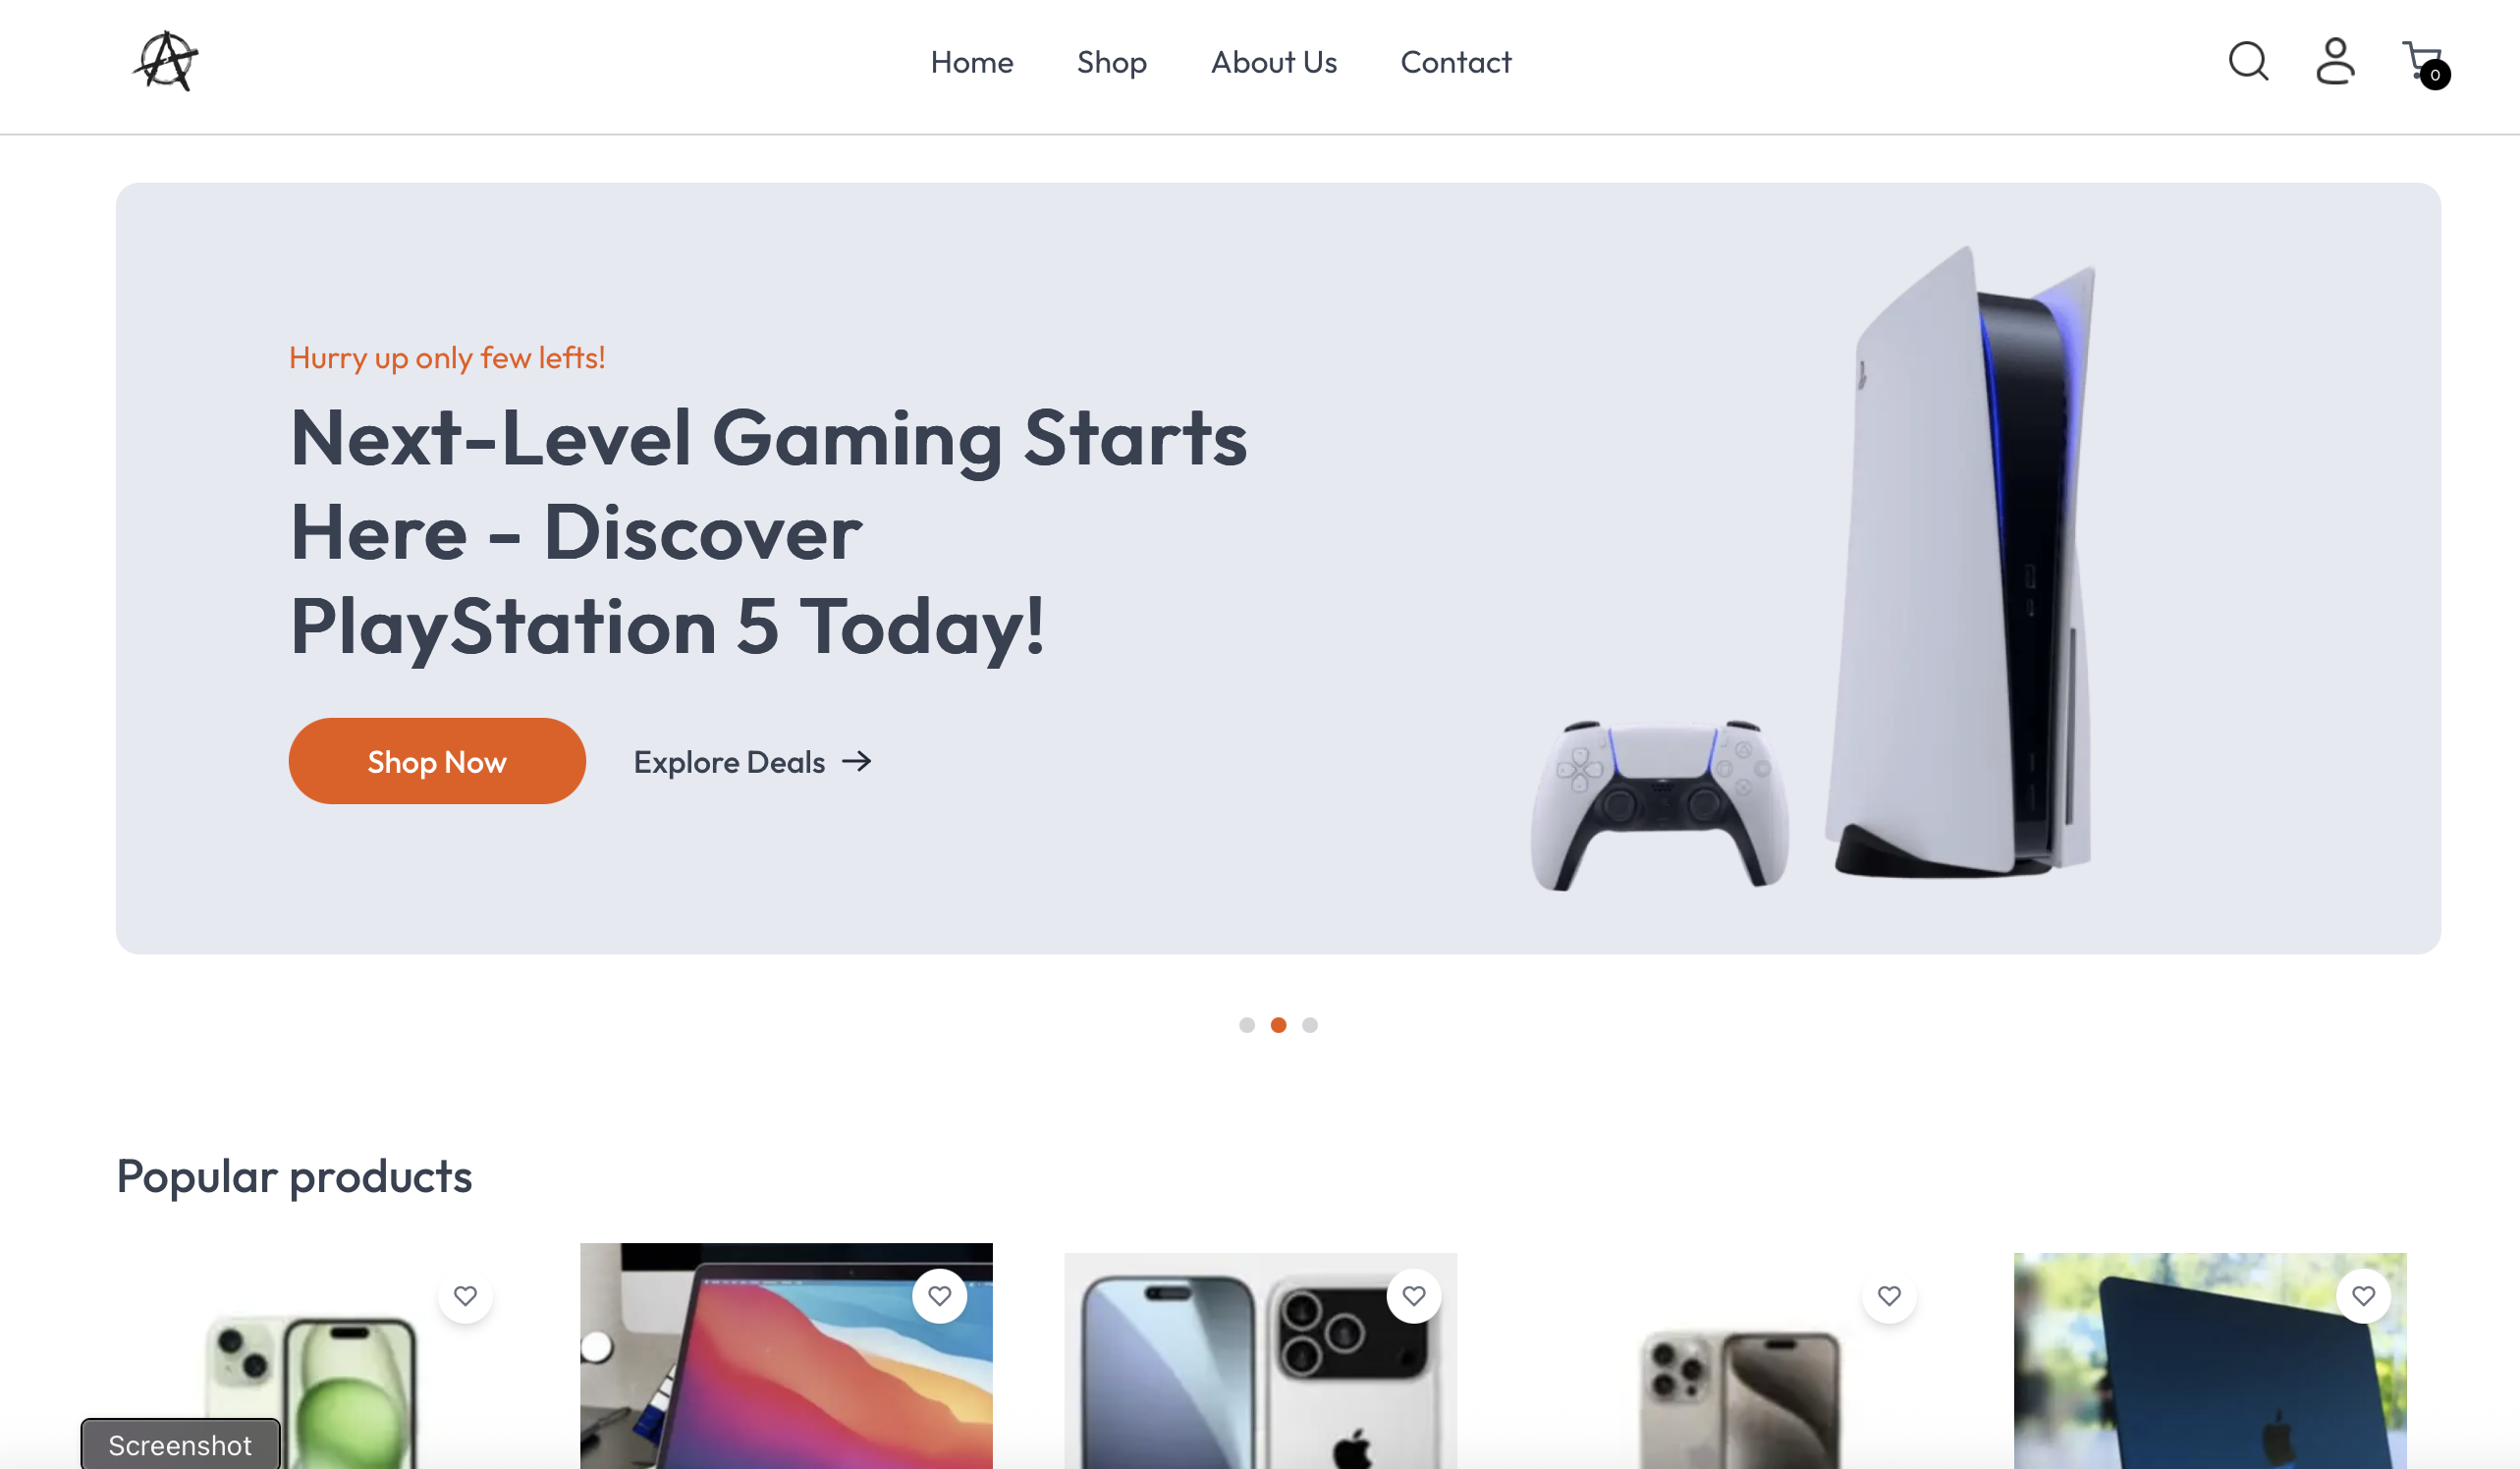 Home
Shop
About Us
Contact
0
Hurry up only few lefts!
Next-Level Gaming Starts
Here - Discover
PlayStation 5 Today!
Shop Now
Explore Deals
Popular products
Screenshot